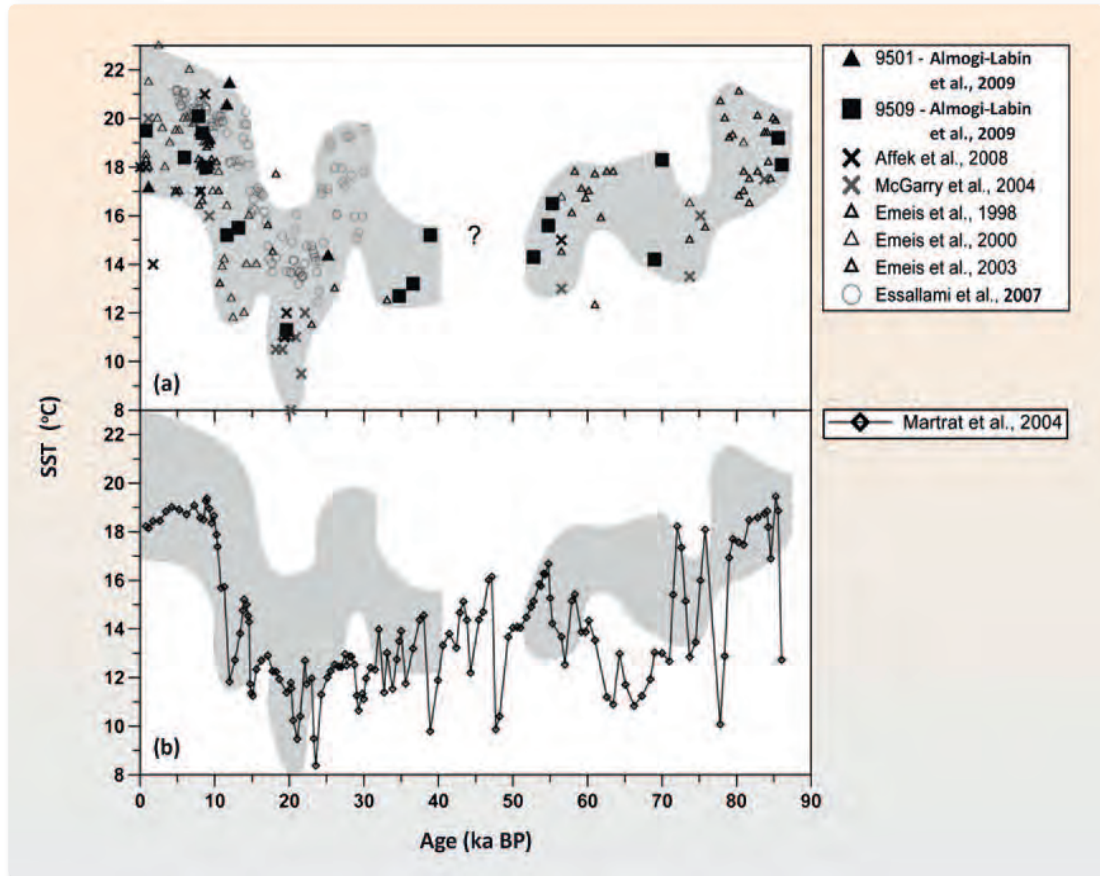 22
20
18
16
14
12
10
8
22
20
18
16
14
12
10
8
SST (°C)
(a)
?
(b)
0
10
20
30
40
50
60
70
80
90
Age (ka BP)
9501 - Almogi-Labin
et al., 2009
9509 - Almogi-Labin
et al., 2009
Affek et al., 2008
McGarry et al., 2004
Emeis et al., 1998
Emeis et al., 2000
Emeis et al., 2003
Essallami et al., 2007
Martrat et al., 2004